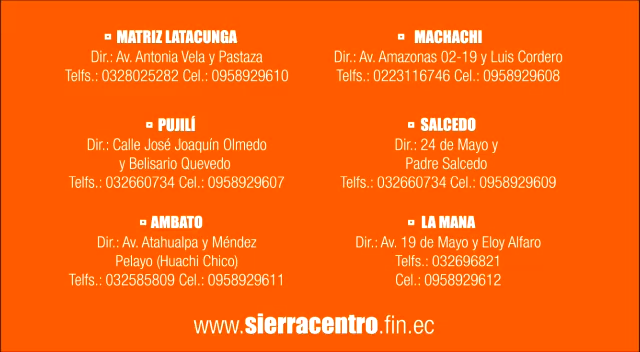 MATRIZ LATACUNGA
Dir.: Av. Antonia Vela y Pastaza
Telfs.: 0328025282 Cel.: 0958929610
MACHACHI
Dir.: Av. Amazonas 02-19 y Luis Cordero
Telfs.: 0223116746 Cel.: 0958929608
PUJILÍ
Dir.: Calle José Joaquín Olmedo
y Belisario Quevedo
Telfs.: 032660734 Cel.: 0958929607
SALCEDO
Dir.: 24 de Mayo y
Padre Salcedo
Telfs.: 032660734 Cel.: 0958929609
AMBATO
Dir.: Av. Atahualpa y Méndez
Pelayo (Huachi Chico)
Telfs.: 032585809 Cel.: 0958929611
LA MANA
Dir.: Av. 19 de Mayo y Eloy Alfaro
Telfs.: 032696821
Cel.: 0958929612
www.sierracentro.fin.ec